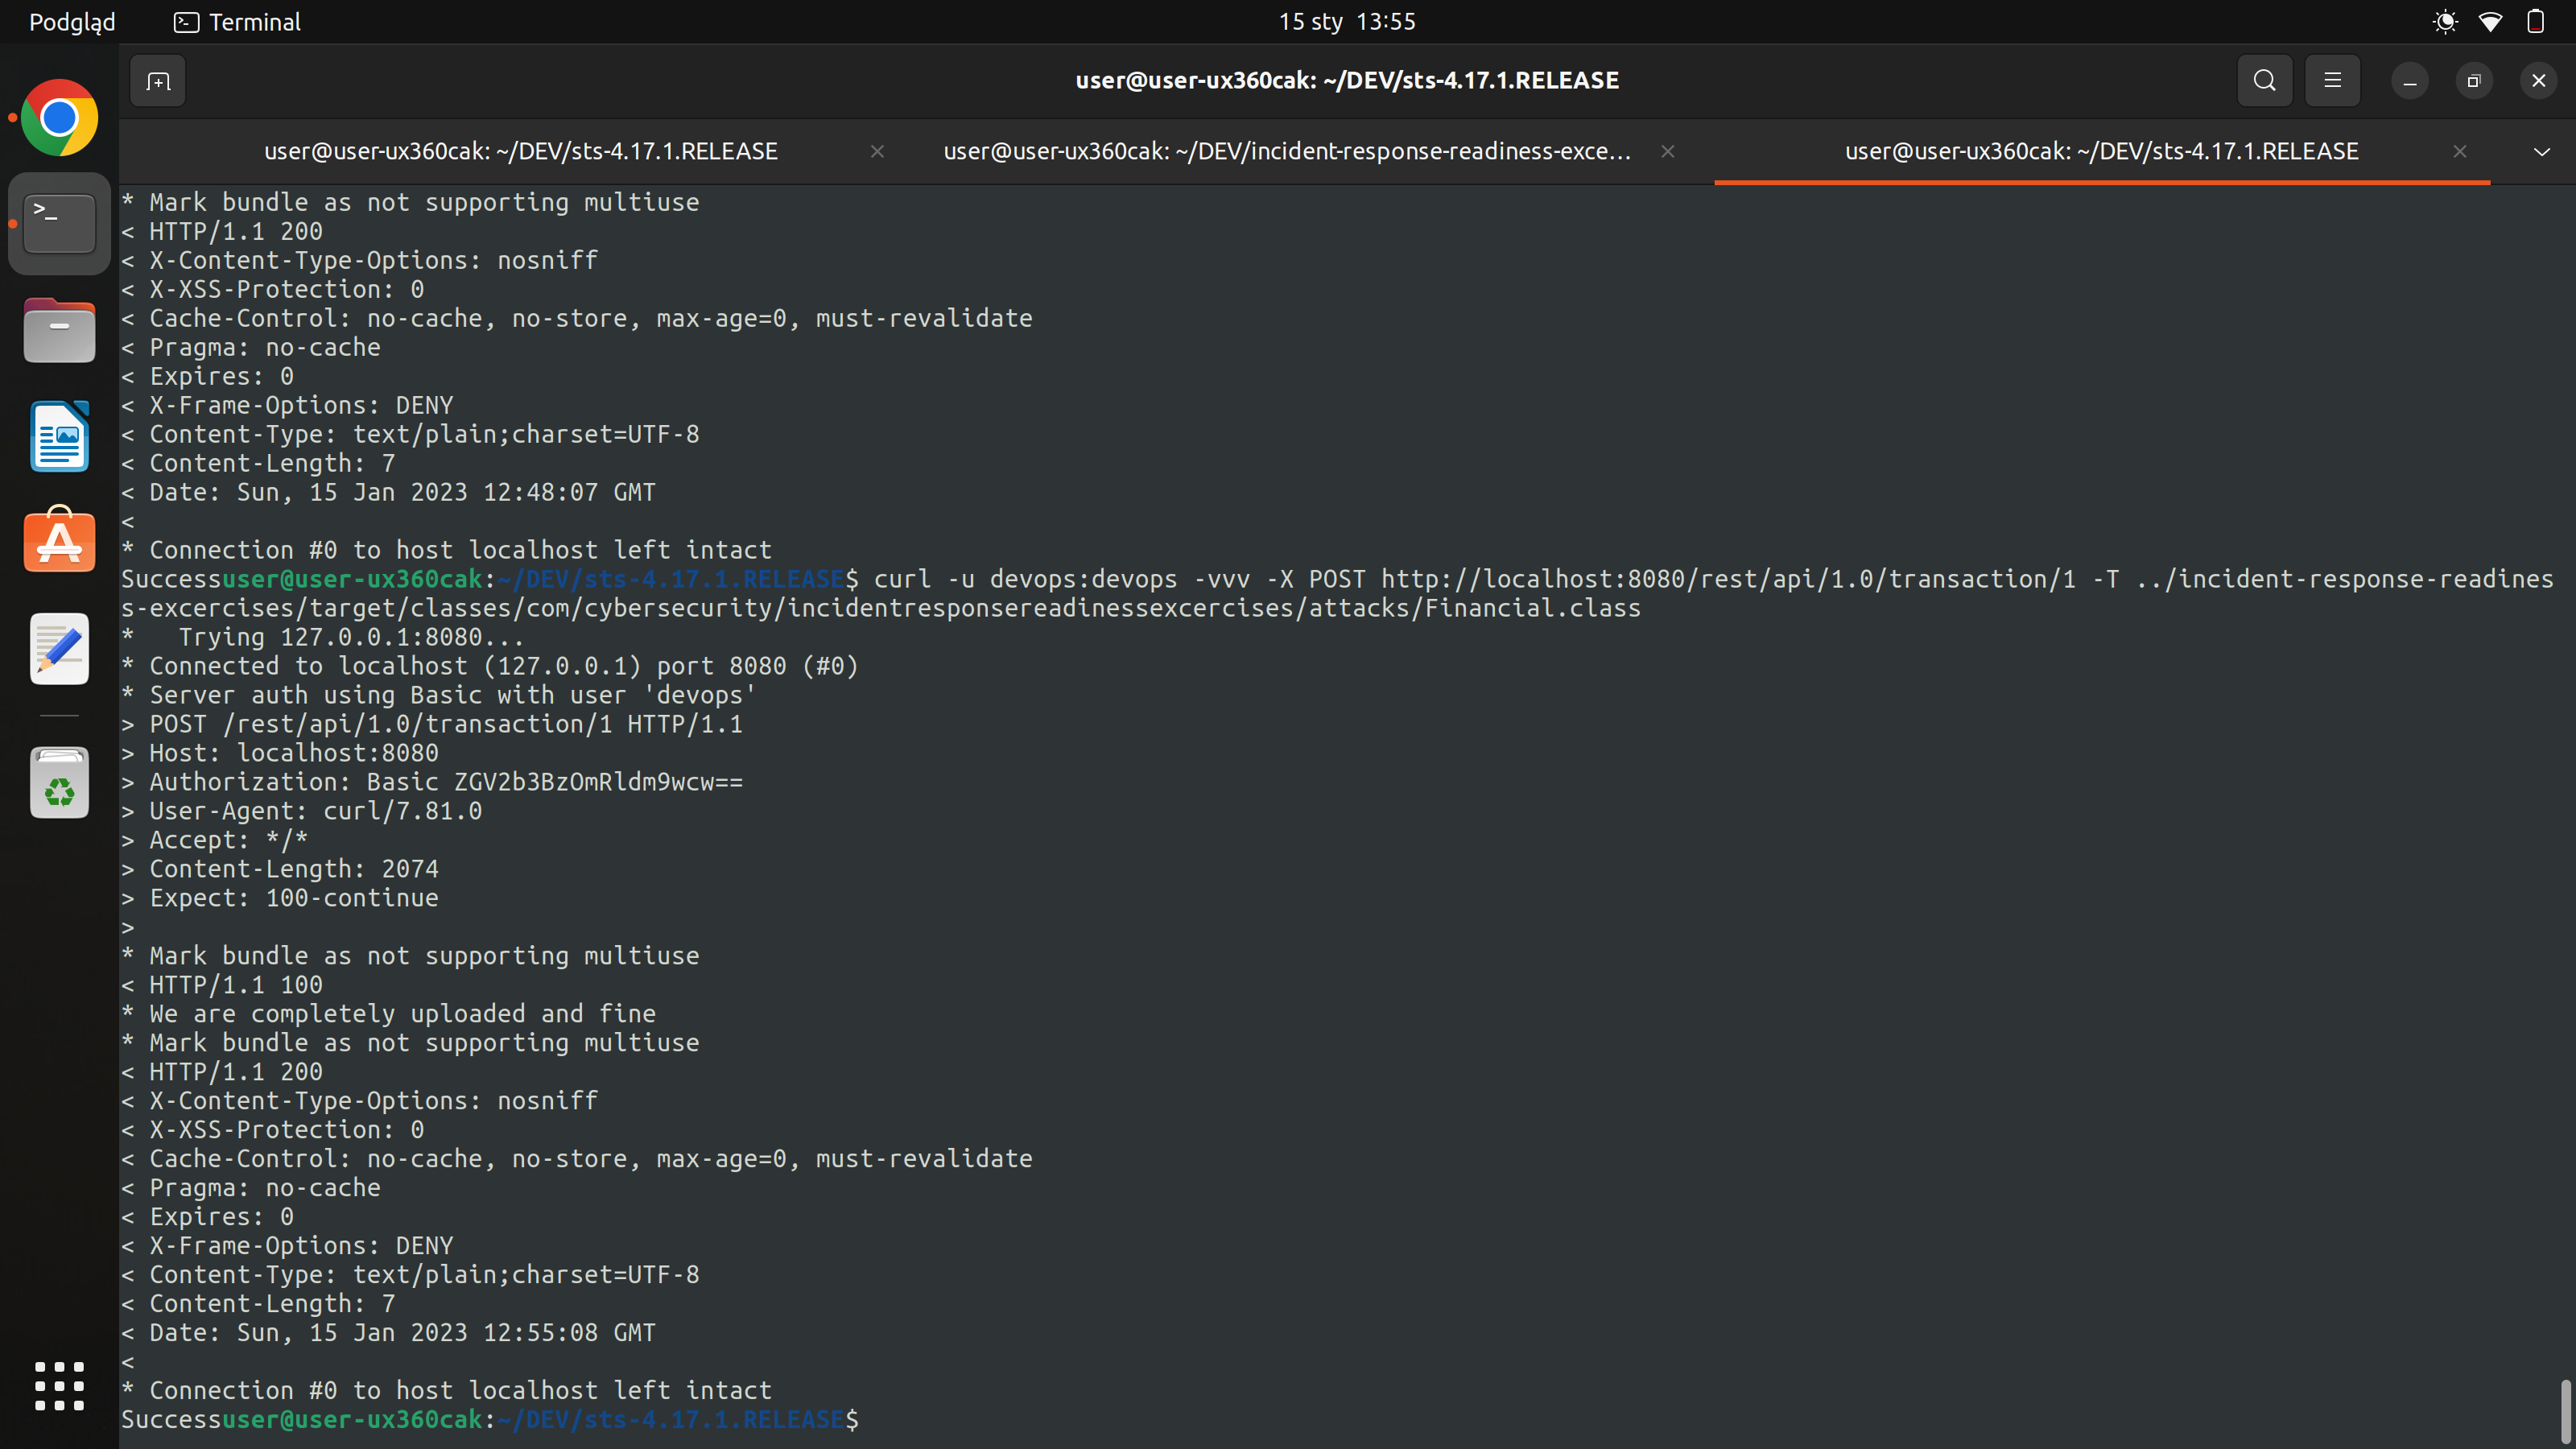 Podgląd
Terminal
15 sty 13:55
user@user-ux360cak: ~/DEV/sts-4.17.1.RELEASE
user@user-ux360cak: ~/DEV/sts-4.17.1.RELEASE
user@user-ux360cak: ~/DEV/incident-response-readiness-exce...
user@user-ux360cak: ~/DEV/sts-4.17.1.RELEASE
* Mark bundle as not supporting multiuse
< HTTP/1.1 200
< X-Content-Type-Options: nosniff
< X-XSS-Protection: 0
< Cache-Control: no-cache, no-store, max-age=0, must-revalidate
< Pragma: no-cache
< Expires: 0
< X-Frame-Options: DENY
< Content-Type: text/plain;charset=UTF-8
< Content-Length: 7
< Date: Sun, 15 Jan 2023 12:48:07 GMT
<
* Connection #0 to host localhost left intact
Successuser@user-ux360cak:~/DEV/sts-4.17.1.RELEASE$ curl -u devops:devops -vvv -X POST http://localhost:8080/rest/api/1.0/transaction/1 -T ../incident-response-readines
s-excercises/target/classes/com/cybersecurity/incidentresponsereadinessexcercises/attacks/Financial.class
*   Trying 127.0.0.1:8080...
* Connected to localhost (127.0.0.1) port 8080 (#0)
* Server auth using Basic with user 'devops'
> POST /rest/api/1.0/transaction/1 HTTP/1.1
> Host: localhost:8080
> Authorization: Basic ZGV2b3BzOmRldm9wcw==
> User-Agent: curl/7.81.0
> Accept: */*
> Content-Length: 2074
> Expect: 100-continue
>
* Mark bundle as not supporting multiuse
< HTTP/1.1 100
* We are completely uploaded and fine
* Mark bundle as not supporting multiuse
< HTTP/1.1 200
< X-Content-Type-Options: nosniff
< X-XSS-Protection: 0
< Cache-Control: no-cache, no-store, max-age=0, must-revalidate
< Pragma: no-cache
< Expires: 0
< X-Frame-Options: DENY
< Content-Type: text/plain;charset=UTF-8
< Content-Length: 7
< Date: Sun, 15 Jan 2023 12:55:08 GMT
<
* Connection #0 to host localhost left intact
Successuser@user-ux360cak:~/DEV/sts-4.17.1.RELEASE$